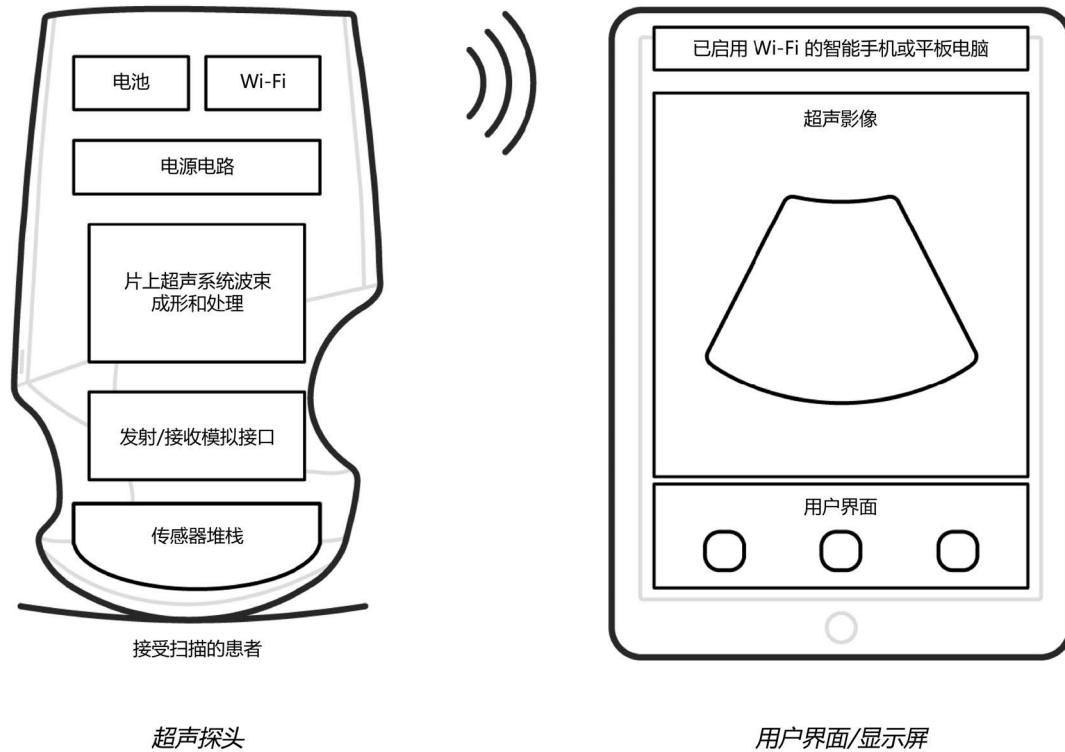 电池
Wi-Fi
电源电路
片上超声系统波束
成形和处理
发射/接收模拟接口
传感器堆栈
接受扫描的患者
超声探头
已启用 Wi-Fi 的智能手机或平板电脑
超声影像
用户界面
用户界面/显示屏